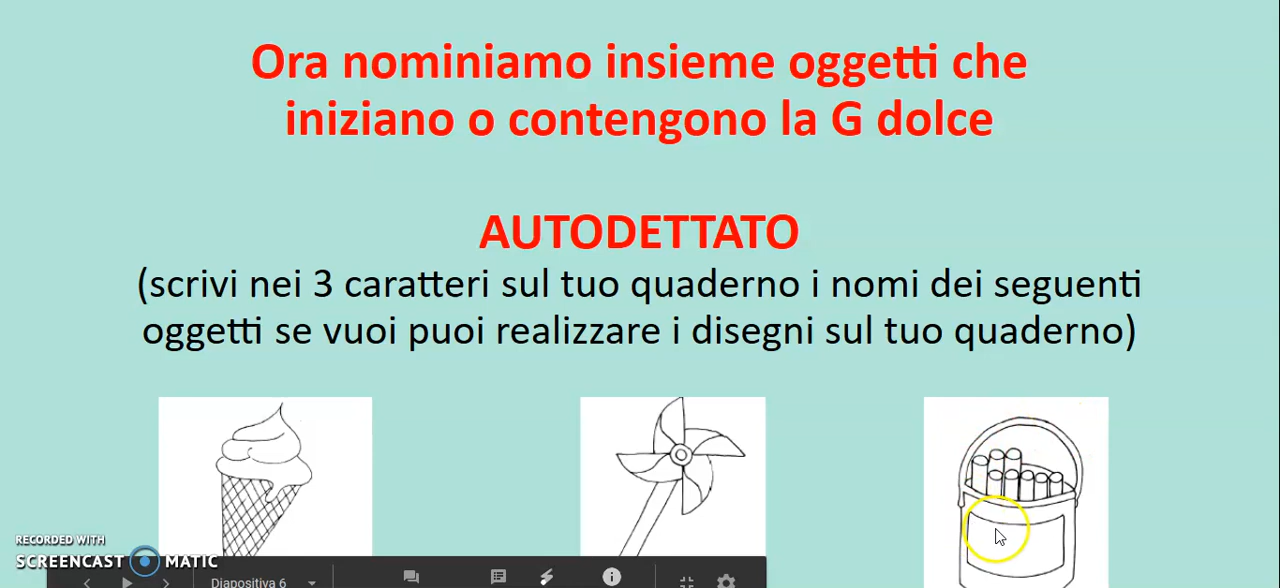 Ora nominiamo insieme oggetti che
iniziano o contengono la G dolce
AUTODETTATO
(scrivi nei 3 caratteri sul tuo quaderno i nomi dei seguenti
oggetti se vuoi puoi realizzare i disegni sul tuo quaderno)
RECORDED WITH
SCREENCAST MATIC
Diapositiva 6